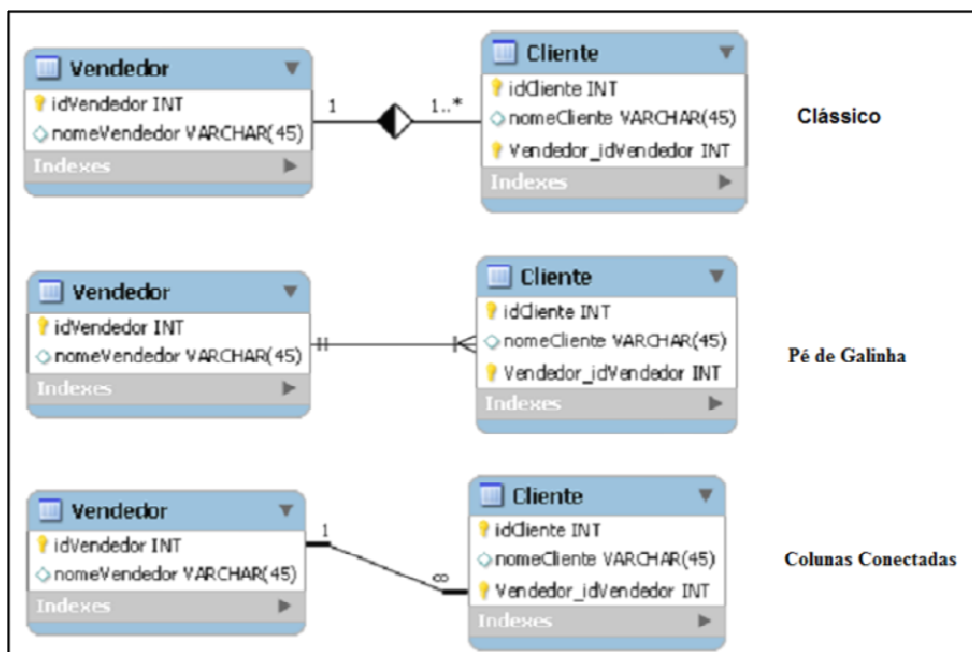 Vendedor
idVendedor INT
nomeVendedor VARCHAR(45)
Indexes
1
1..*
Cliente
idCliente INT
nomeCliente VARCHAR(45)
Vendedor_idVendedor INT
Indexes
Clássico
Vendedor
idVendedor INT
nomeVendedor VARCHAR(45)
Indexes
Cliente
idCliente INT
nomeCliente VARCHAR(45)
Vendedor_idVendedor INT
Indexes
Pé de Galinha
Vendedor
idVendedor INT
nomeVendedor VARCHAR(45)
Indexes
1
∞
Cliente
idCliente INT
nomeCliente VARCHAR(45)
Vendedor_idVendedor INT
Indexes
Colunas Conectadas